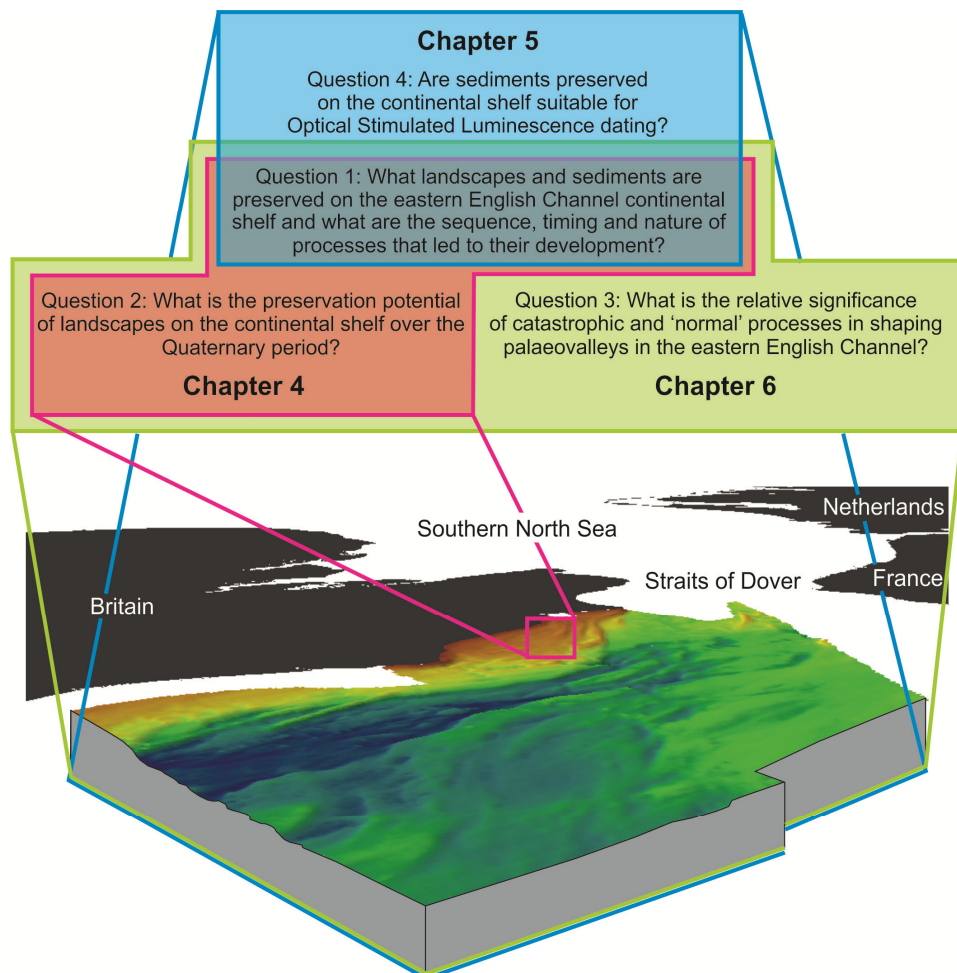 Chapter 5
Question 4: Are sediments preserved
on the continental shelf suitable for
Optical Stimulated Luminescence dating?
Question 1: What landscapes and sediments are
preserved on the eastern English Channel continental
shelf and what are the sequence, timing and nature of
processes that led to their development?
Question 2: What is the preservation potential
of landscapes on the continental shelf over the
Quaternary period?
Chapter 4
Question 3: What is the relative significance
of catastrophic and ‘normal’ processes in shaping
palaeovalleys in the eastern English Channel?
Chapter 6
Netherlands
Southern North Sea
Straits of Dover
France
Britain